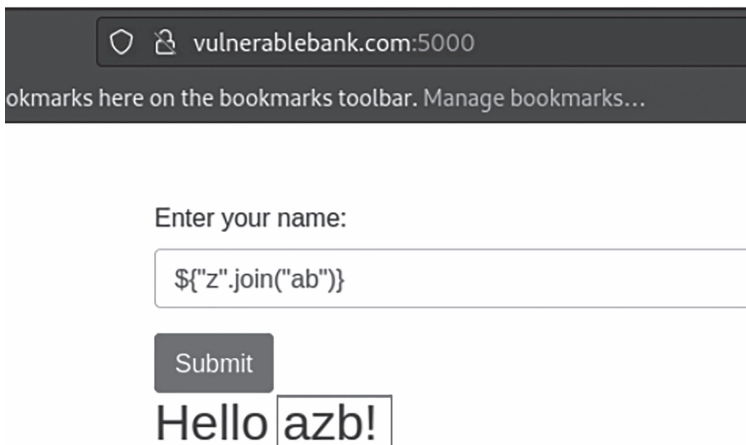 vulnerablebank.com:5000
okmarks here on the bookmarks toolbar. Manage bookmarks...
Enter your name:
${"z".join("ab")}
Submit
Hello azb!